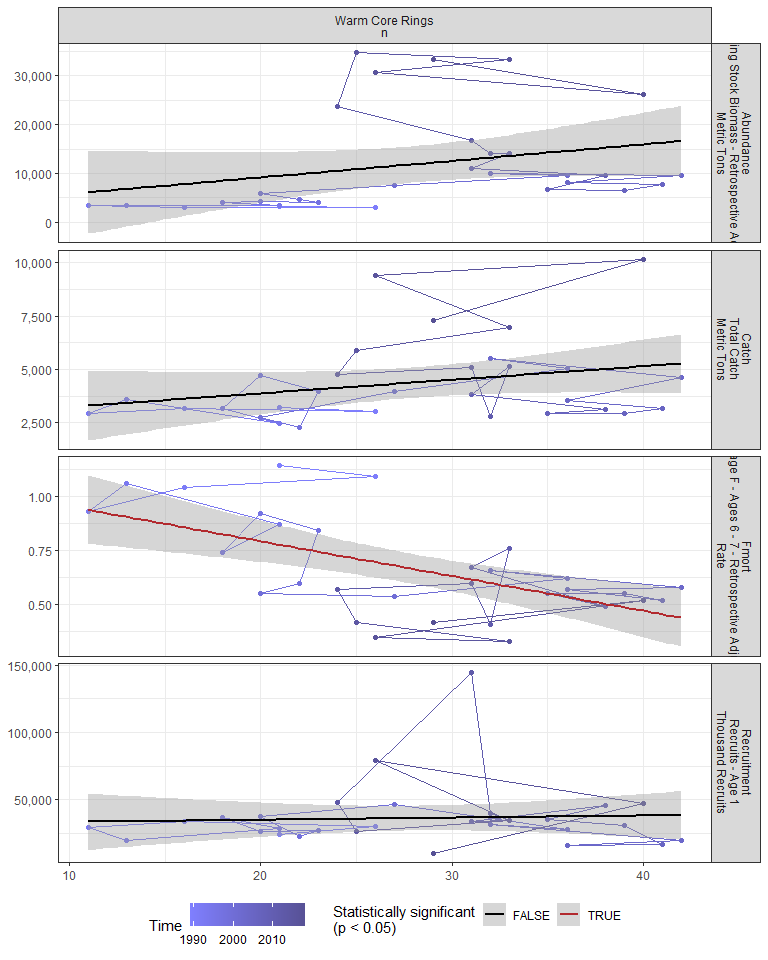 Warm Core Rings
n
30,000
20,000
10,000
0
Abundance
ing Stock Biomass - Retrospective
Metric Tons
10,000
7,500
5,000
2,500
Catch
Total Catch
Metric Tons
1.00
0.75
0.50
Fmort
F - Ages 6 - 7 - Retrospective Adj
Rate
150,000
100,000
50,000
Recruitment
Recruits - Age 1
Thousand Recruits
10 20 30 40
Time
1990 2000 2010
Statistically significant
(p < 0.05)
FALSE TRUE